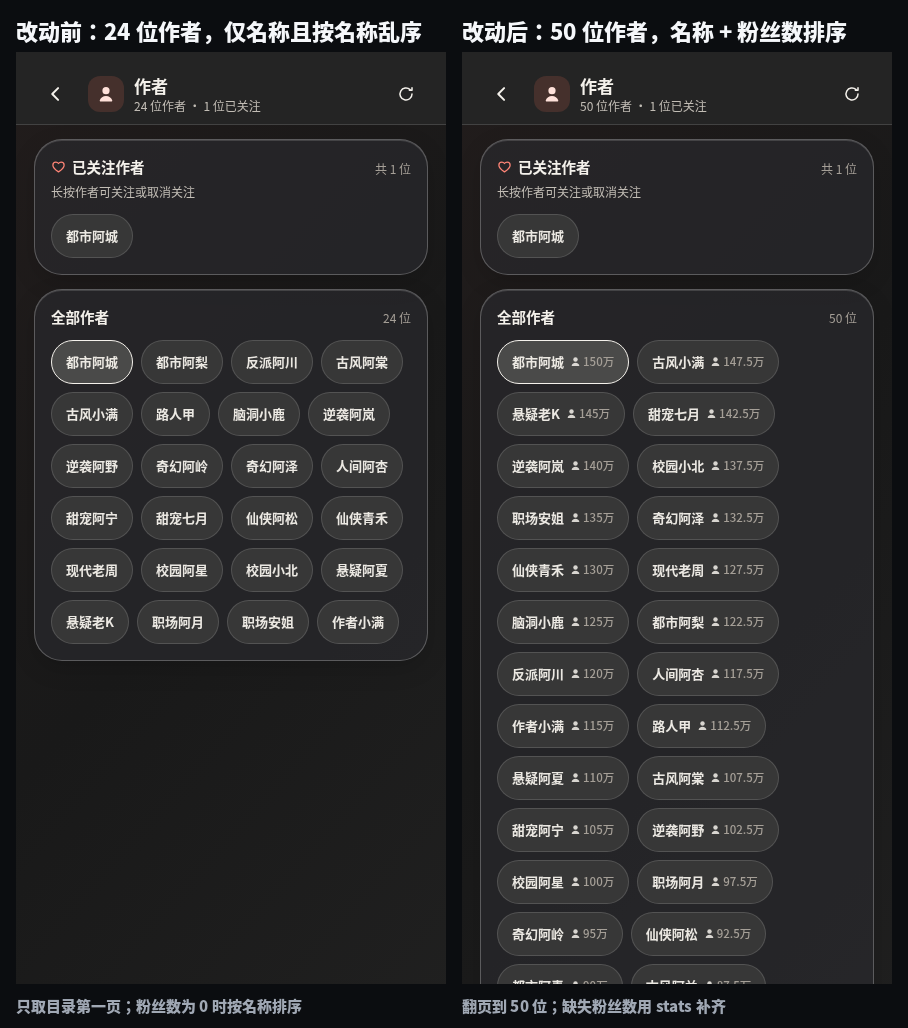 改动前：24 位作者，仅名称且按名称乱序
作者
24 位作者 · 1 位已关注
已关注作者
共 1 位
长按作者可关注或取消关注
都市阿城
全部作者
24 位
都市阿城 都市阿梨 反派阿川 古风阿棠
古风小满 路人甲 脑洞小鹿 逆袭阿岚
逆袭阿野 奇幻阿岭 奇幻阿泽 人间阿杏
甜宠阿宁 甜宠七月 仙侠阿松 仙侠青禾
现代老周 校园阿星 校园小北 悬疑阿夏
悬疑老K 职场阿月 职场安姐 作者小满
只取目录第一页；粉丝数为 0 时按名称排序
改动后：50 位作者，名称 + 粉丝数排序
作者
50 位作者 · 1 位已关注
已关注作者
共 1 位
长按作者可关注或取消关注
都市阿城
全部作者
50 位
都市阿城 150万 古风小满 147.5万
悬疑老K 145万 甜宠七月 142.5万
逆袭阿岚 140万 校园小北 137.5万
职场安姐 135万 奇幻阿泽 132.5万
仙侠青禾 130万 现代老周 127.5万
脑洞小鹿 125万 都市阿梨 122.5万
反派阿川 120万 人间阿杏 117.5万
作者小满 115万 路人甲 112.5万
悬疑阿夏 110万 古风阿棠 107.5万
甜宠阿宁 105万 逆袭阿野 102.5万
校园阿星 100万 职场阿月 97.5万
奇幻阿岭 95万 仙侠阿松 92.5万
翻页到 50 位；缺失粉丝数用 stats 补齐